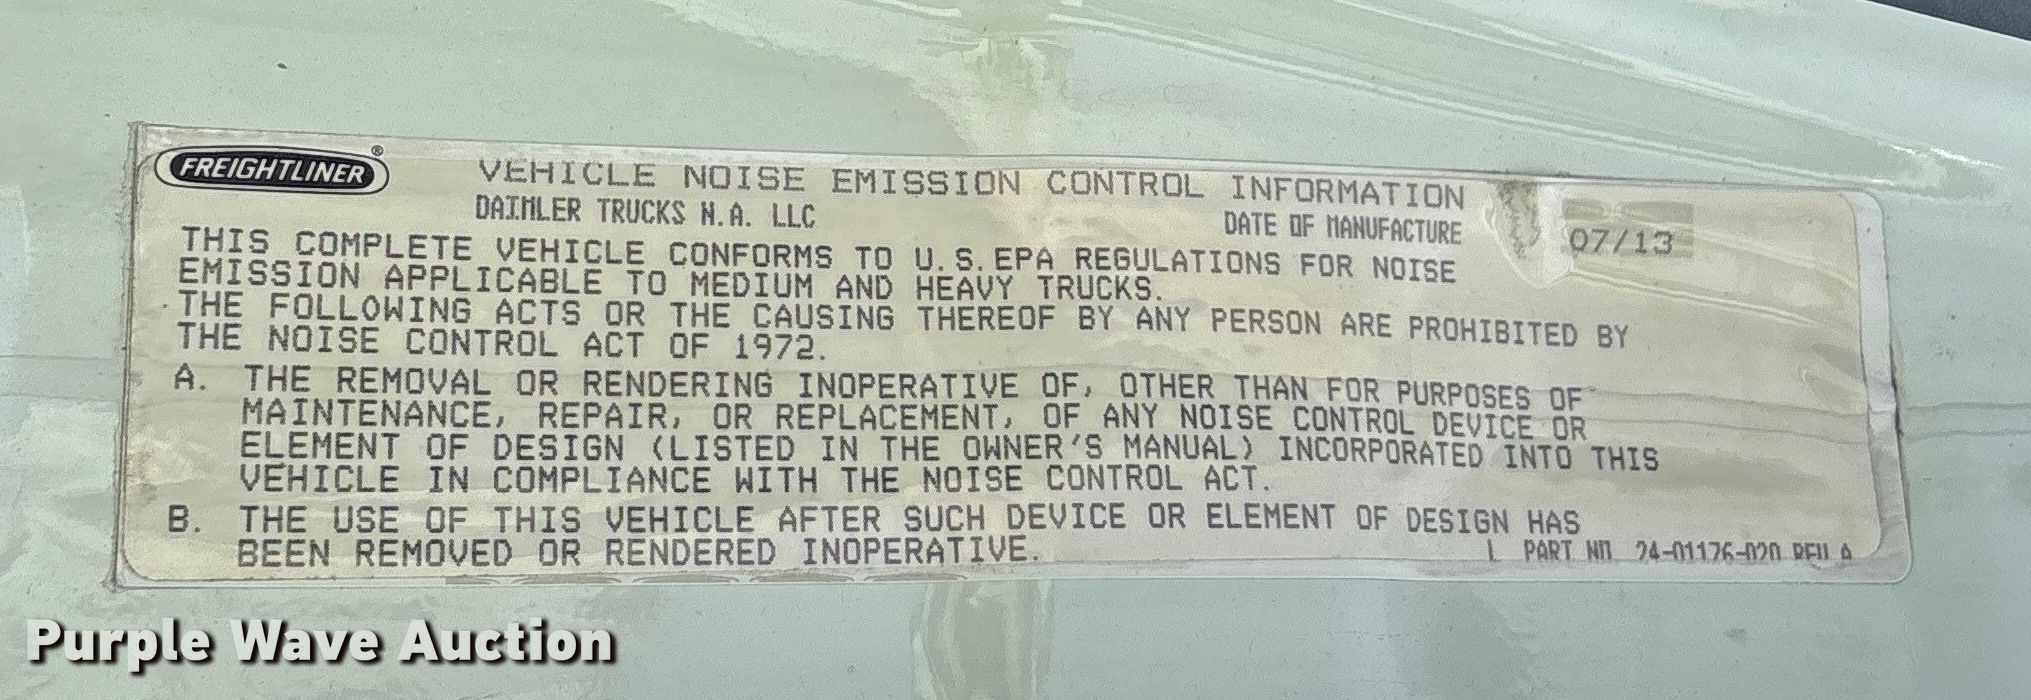 FREIGHTLINER®
VEHICLE NOISE EMISSION CONTROL INFORMATION
DAIMLER TRUCKS N.A. LLC
DATE OF MANUFACTURE 07/13
THIS COMPLETE VEHICLE CONFORMS TO U.S.EPA REGULATIONS FOR NOISE
EMISSION APPLICABLE TO MEDIUM AND HEAVY TRUCKS.
THE FOLLOWING ACTS OR THE CAUSING THEREOF BY ANY PERSON ARE PROHIBITED BY
THE NOISE CONTROL ACT OF 1972.
A. THE REMOVAL OR RENDERING INOPERATIVE OF, OTHER THAN FOR PURPOSES OF
MAINTENANCE, REPAIR, OR REPLACEMENT, OF ANY NOISE CONTROL DEVICE OR
ELEMENT OF DESIGN (LISTED IN THE OWNER'S MANUAL) INCORPORATED INTO THIS
VEHICLE IN COMPLIANCE WITH THE NOISE CONTROL ACT.
B. THE USE OF THIS VEHICLE AFTER SUCH DEVICE OR ELEMENT OF DESIGN HAS
BEEN REMOVED OR RENDERED INOPERATIVE.
L PART NO. 24-01176-020 REV A
Purple Wave Auction